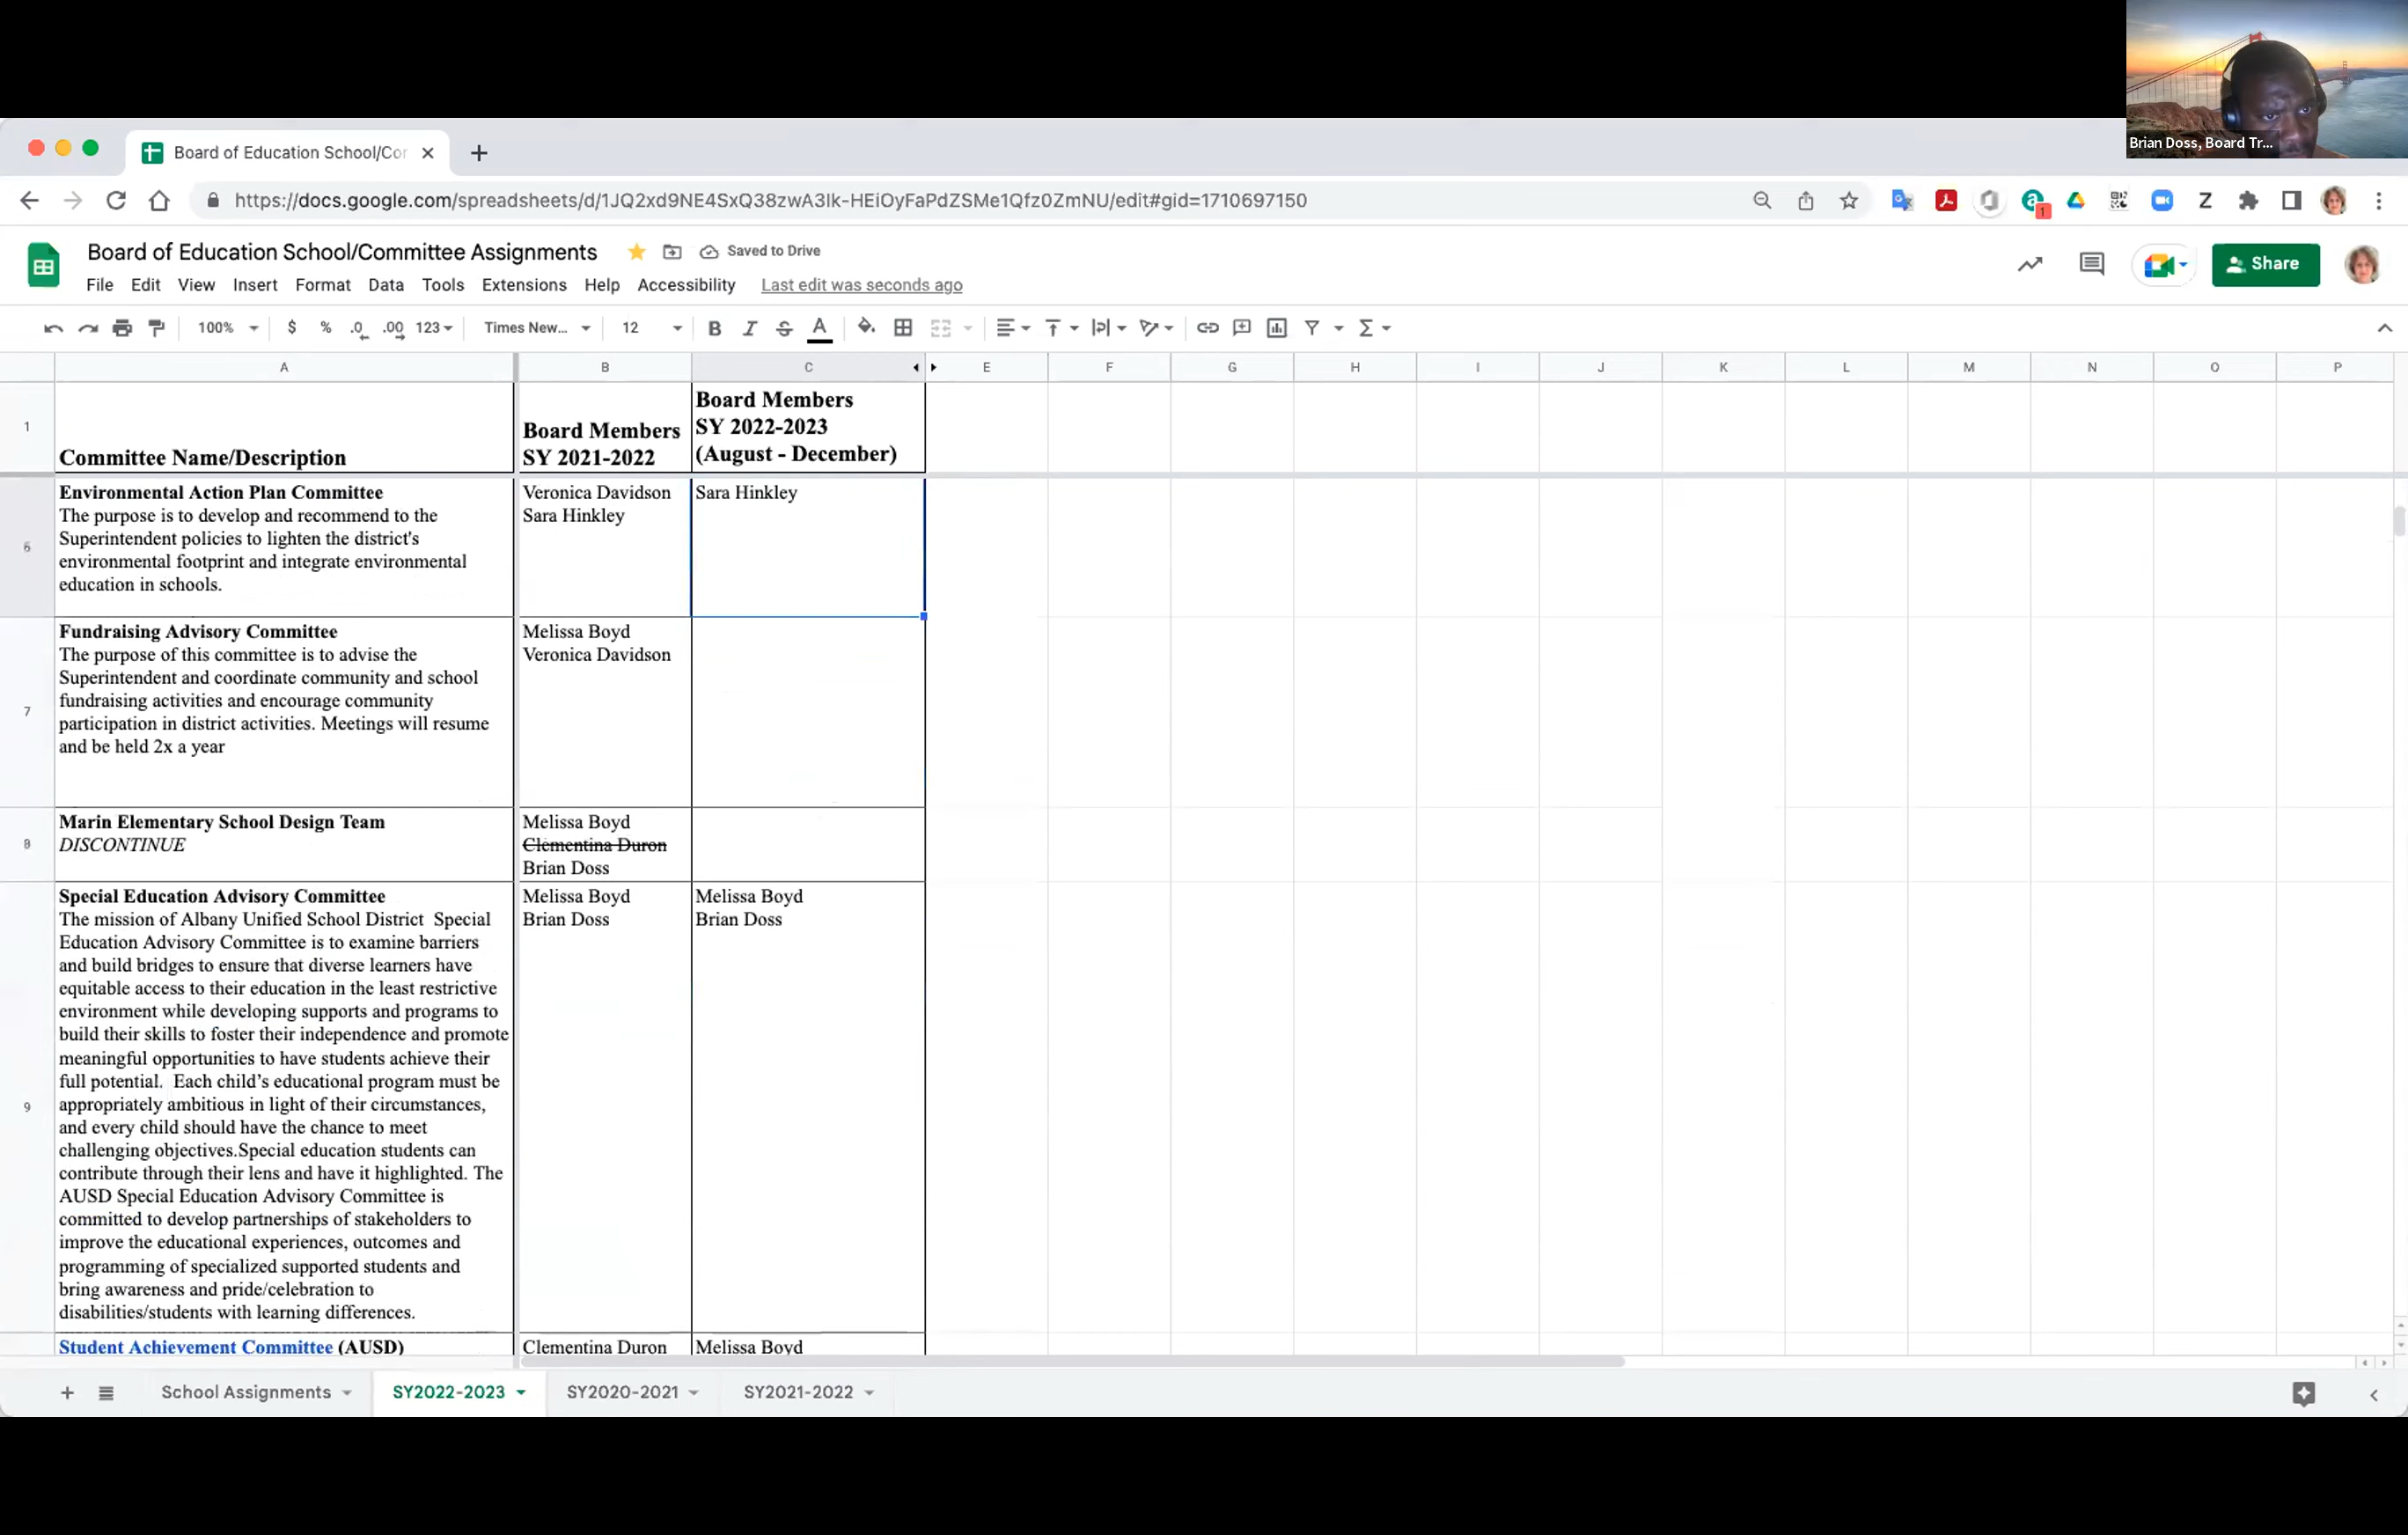 Brian Doss, Board Tr...
Board of Education School/Cor
https://docs.google.com/spreadsheets/d/1JQ2xd9NE4SxQ38zwA3Ik-HEiOyFaPdZSMe1Qfz0ZmNU/edit#gid=1710697150
1
Board of Education School/Committee Assignments
Saved to Drive
Share
File Edit View Insert Format Data Tools Extensions Help Accessibility Last edit was seconds ago
100% $ % .0 .00 123 Times New... 12 B I S A
A B C E F G H I J K L M N O P
1
Committee Name/Description
Board Members
SY 2021-2022
Board Members
SY 2022-2023
(August - December)
6
Environmental Action Plan Committee
The purpose is to develop and recommend to the
Superintendent policies to lighten the district's
environmental footprint and integrate environmental
education in schools.
Veronica Davidson
Sara Hinkley
Sara Hinkley
7
Fundraising Advisory Committee
The purpose of this committee is to advise the
Superintendent and coordinate community and school
fundraising activities and encourage community
participation in district activities. Meetings will resume
and be held 2x a year
Melissa Boyd
Veronica Davidson
8
Marin Elementary School Design Team
DISCONTINUE
Melissa Boyd
Clementina Duron
Brian Doss
9
Special Education Advisory Committee
The mission of Albany Unified School District Special
Education Advisory Committee is to examine barriers
and build bridges to ensure that diverse learners have
equitable access to their education in the least restrictive
environment while developing supports and programs to
build their skills to foster their independence and promote
meaningful opportunities to have students achieve their
full potential. Each child's educational program must be
appropriately ambitious in light of their circumstances,
and every child should have the chance to meet
challenging objectives.Special education students can
contribute through their lens and have it highlighted. The
AUSD Special Education Advisory Committee is
committed to develop partnerships of stakeholders to
improve the educational experiences, outcomes and
programming of specialized supported students and
bring awareness and pride/celebration to
disabilities/students with learning differences.
Melissa Boyd
Brian Doss
Melissa Boyd
Brian Doss
Student Achievement Committee (AUSD)
Clementina Duron
Melissa Boyd
School Assignments SY2022-2023 SY2020-2021 SY2021-2022